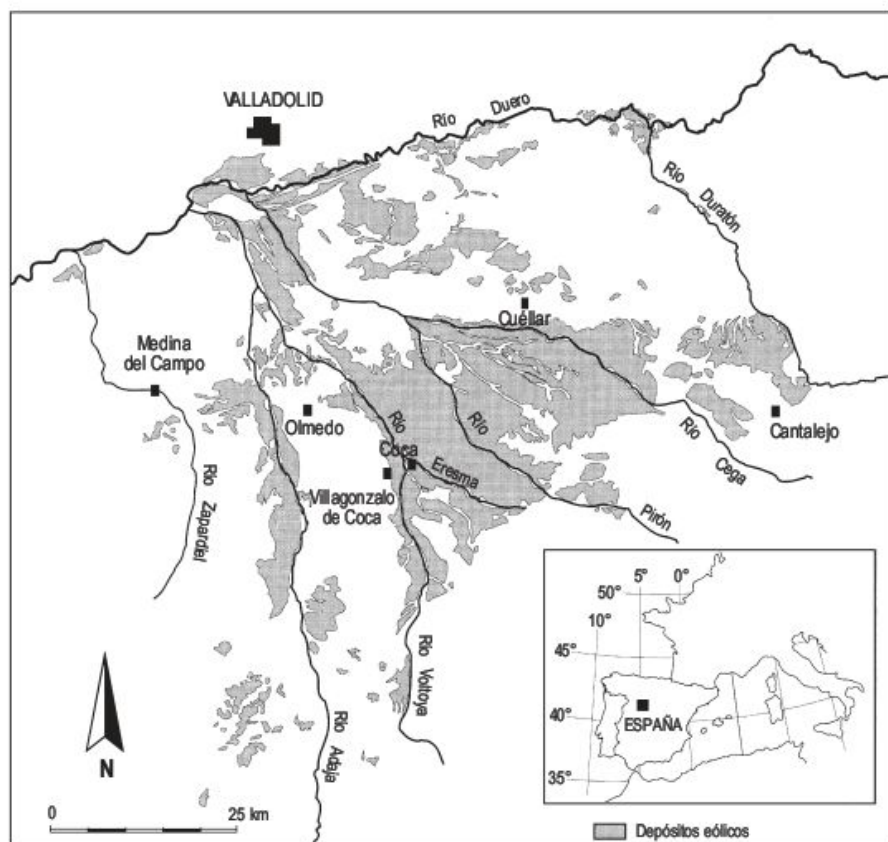 VALLADOLID
Río Duero
Río Duratón
Cuéllar
Medina
del Campo
Olmedo
Río
Coca
Eresma
Villagonzalo
de Coca
Río
Pirón
Río
Cega
Cantalejo
Río Zapardiel
Río Voltoya
Río Adaja
N
0 25 km
5° 0°
50°
10°
45°
40°
35°
ESPAÑA
Depósitos eólicos